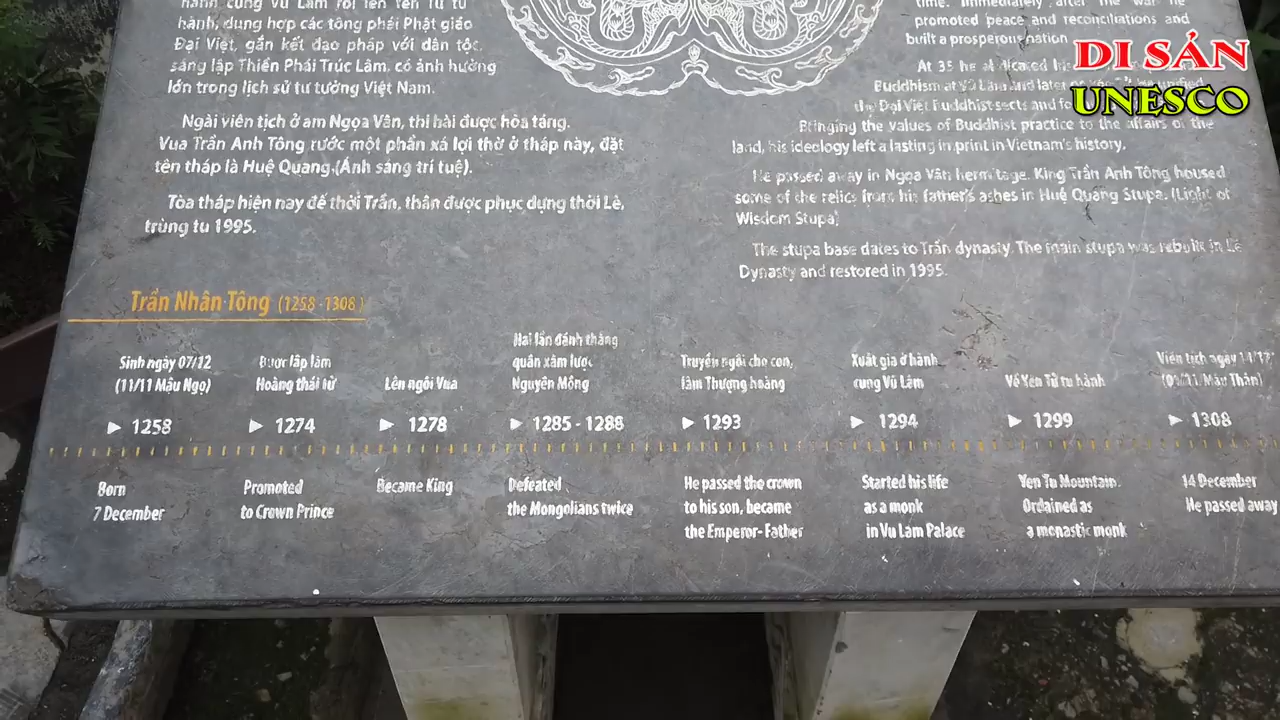 hành cùng Vũ Lâm rồi lên Yên Tử tu
hành, dung hợp các tông phái Phật giáo
Đại Việt, gắn kết đạo pháp với dân tộc,
sáng lập Thiền Phái Trúc Lâm, có ảnh hưởng
lớn trong lịch sử tư tưởng Việt Nam.
Ngài viên tịch ở am Ngọa Vân, thi hài được hỏa táng.
Vua Trần Anh Tông rước một phần xá lợi thờ ở tháp này, đặt
tên tháp là Huệ Quang (Ánh sáng trí tuệ).
Tòa tháp hiện nay đế thời Trần, thân được phục dựng thời Lê,
trùng tu 1995.
time. Immediately after the war he
promoted peace and reconciliations and
built a prosperous nation
At 35 he
Buddhism at Vũ Lâm and later
the Đại Việt Buddhist sects and
Bringing the values of Buddhist practice to the affairs of the
land, his ideology left a lasting imprint in Vietnam's history.
He passed away in Ngọa Vân hermitage. King Trần Anh Tông housed
some of the relics from his father's ashes in Huệ Quang Stupa. (Light of
Wisdom Stupa)
The stupa base dates to Trần dynasty. The main stupa was rebuilt in Lê
Dynasty and restored in 1995.
DI SẢN
UNESCO
Trần Nhân Tông (1258 - 1308)
Sinh ngày 07/12
(11/11 Mậu Ngọ)
▶ 1258
Born
7 December
Được lập làm
Hoàng thái tử
▶ 1274
Promoted
to Crown Prince
Lên ngôi Vua
▶ 1278
Became King
Hai lần đánh thắng
quân xâm lược
Nguyên Mông
▶ 1285 - 1288
Defeated
the Mongolians twice
Truyền ngôi cho con,
làm Thượng hoàng
▶ 1293
He passed the crown
to his son, became
the Emperor- Father
Xuất gia ở hành
cung Vũ Lâm
▶ 1294
Started his life
as a monk
in Vu Lam Palace
Về Yên Tử tu hành
▶ 1299
Yen Tu Mountain.
Ordained as
a monastic monk
Viên tịch ngày 14/12
Mậu Thân)
▶ 1308
14 December
He passed away